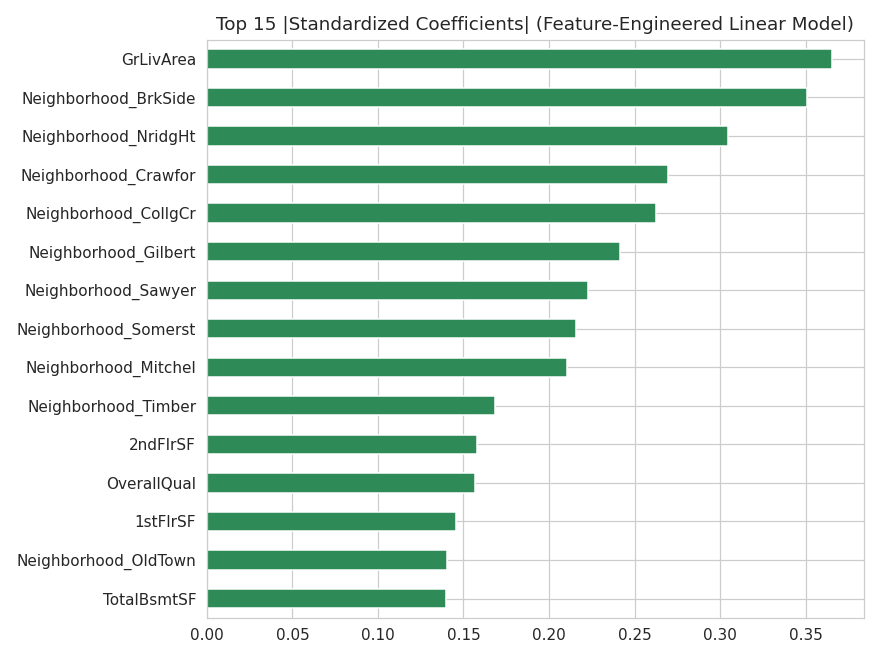 Top 15 |Standardized Coefficients| (Feature-Engineered Linear Model)
GrLivArea
Neighborhood_BrkSide
Neighborhood_NridgHt
Neighborhood_Crawfor
Neighborhood_CollgCr
Neighborhood_Gilbert
Neighborhood_Sawyer
Neighborhood_Somerst
Neighborhood_Mitchel
Neighborhood_Timber
2ndFlrSF
OverallQual
1stFlrSF
Neighborhood_OldTown
TotalBsmtSF
0.00 0.05 0.10 0.15 0.20 0.25 0.30 0.35